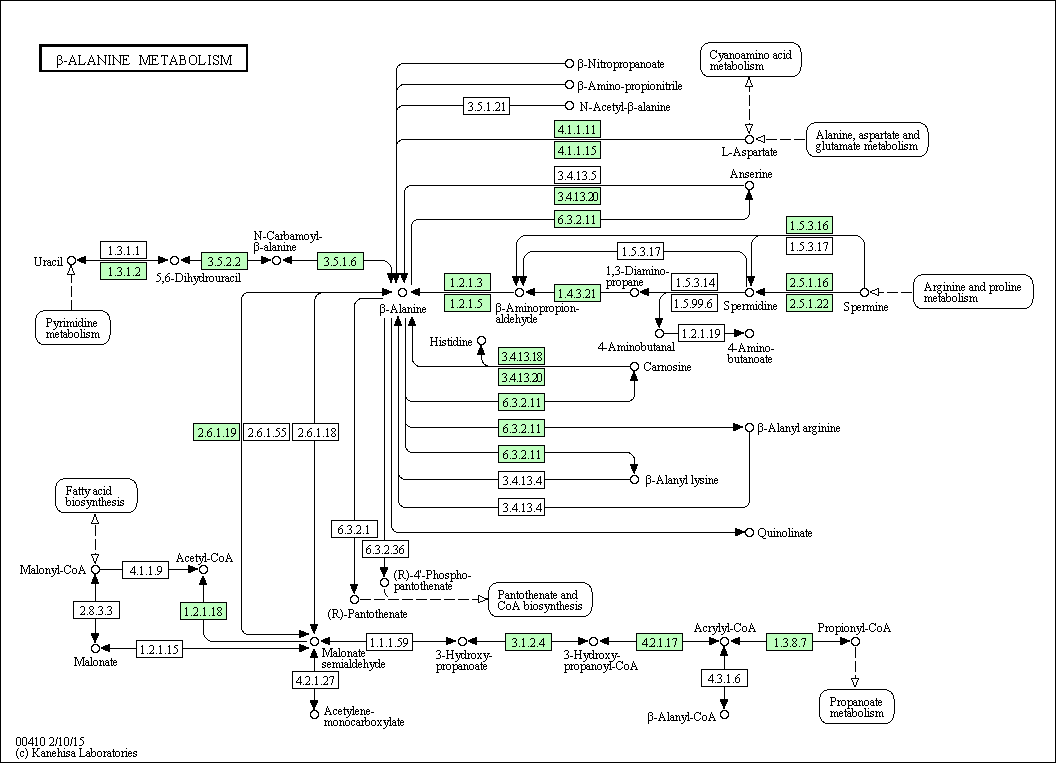 β-ALANINE METABOLISM
β-Nitropropanoate
β-Amino-propionitrile
3.5.1.21
N-Acetyl-β-alanine
Cyanoamino acid
metabolism
4.1.1.11
4.1.1.15
L-Aspartate
Alanine, aspartate and
glutamate metabolism
Anserine
3.4.13.5
3.4.13.20
6.3.2.11
1.5.3.16
1.5.3.17
1.5.3.17
Uracil
1.3.1.1
1.3.1.2
5,6-Dihydrouracil
3.5.2.2
N-Carbamoyl-
β-alanine
3.5.1.6
β-Alanine
1.2.1.3
1.2.1.5
β-Aminopropion-
aldehyde
1.4.3.21
1,3-Diamino-
propane
1.5.3.14
1.5.99.6
Spermidine
2.5.1.16
2.5.1.22
Spermine
Arginine and proline
metabolism
Pyrimidine
metabolism
4-Aminobutanal
1.2.1.19
4-Amino-
butanoate
Histidine
3.4.13.18
3.4.13.20
Carnosine
6.3.2.11
2.6.1.19
2.6.1.55
2.6.1.18
6.3.2.11
β-Alanyl arginine
6.3.2.11
3.4.13.4
β-Alanyl lysine
3.4.13.4
Fatty acid
biosynthesis
6.3.2.1
Quinolinate
6.3.2.36
Malonyl-CoA
4.1.1.9
Acetyl-CoA
(R)-4'-Phospho-
pantothenate
2.8.3.3
1.2.1.18
(R)-Pantothenate
Pantothenate and
CoA biosynthesis
Malonate
1.2.1.15
Malonate
semialdehyde
1.1.1.59
3-Hydroxy-
propanoate
3.1.2.4
3-Hydroxy-
propanoyl-CoA
4.2.1.17
Acrylyl-CoA
1.3.8.7
Propionyl-CoA
4.2.1.27
Acetylene-
monocarboxylate
4.3.1.6
β-Alanyl-CoA
Propanoate
metabolism
00410 2/10/15
(c) Kanehisa Laboratories